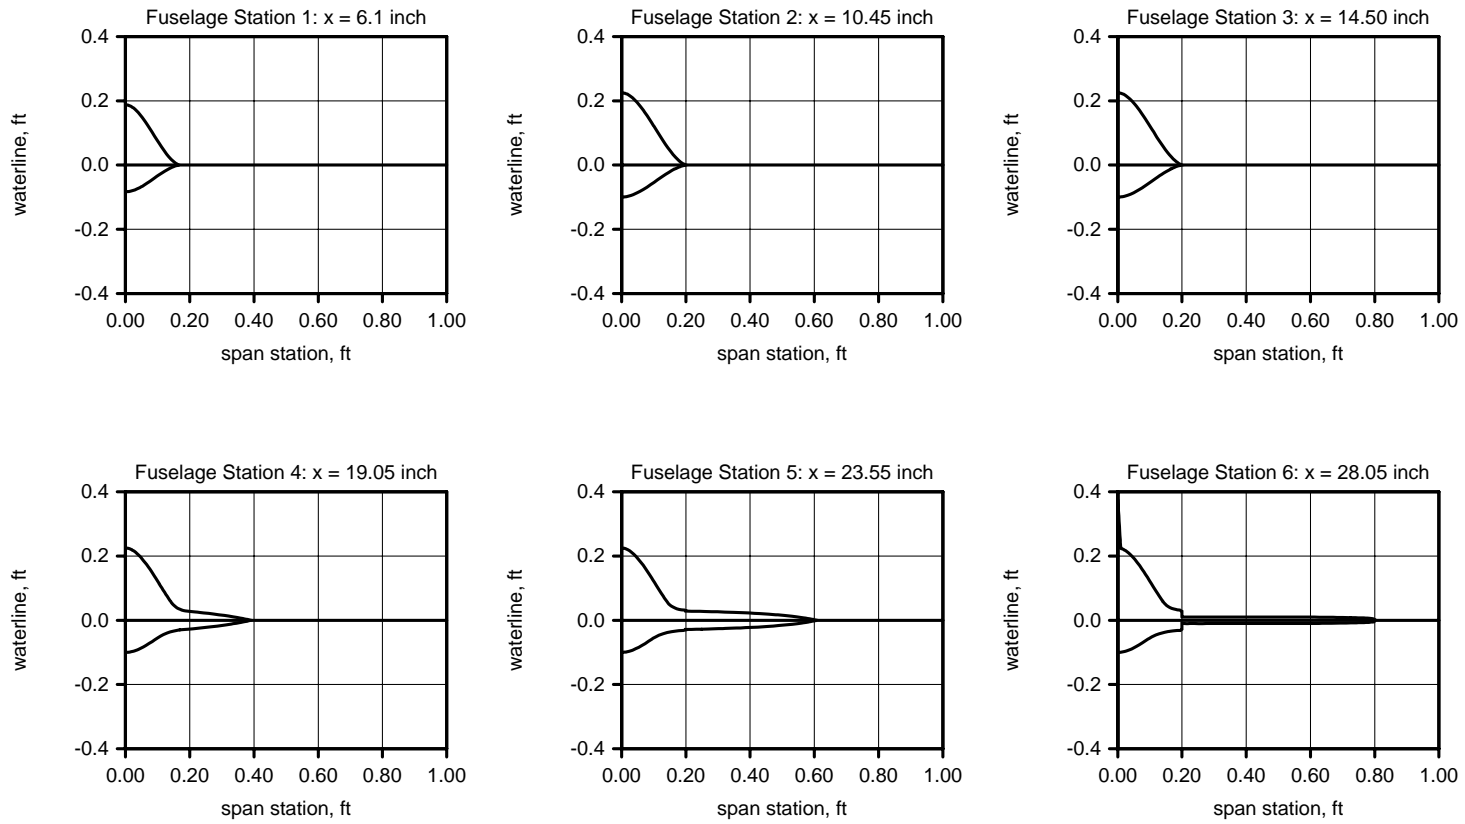 Fuselage Station 1: x = 6.1 inch
0.4
0.2
0.0
-0.2
-0.4
waterline, ft
0.00 0.20 0.40 0.60 0.80 1.00
span station, ft
Fuselage Station 2: x = 10.45 inch
0.4
0.2
0.0
-0.2
-0.4
waterline, ft
0.00 0.20 0.40 0.60 0.80 1.00
span station, ft
Fuselage Station 3: x = 14.50 inch
0.4
0.2
0.0
-0.2
-0.4
waterline, ft
0.00 0.20 0.40 0.60 0.80 1.00
span station, ft
Fuselage Station 4: x = 19.05 inch
0.4
0.2
0.0
-0.2
-0.4
waterline, ft
0.00 0.20 0.40 0.60 0.80 1.00
span station, ft
Fuselage Station 5: x = 23.55 inch
0.4
0.2
0.0
-0.2
-0.4
waterline, ft
0.00 0.20 0.40 0.60 0.80 1.00
span station, ft
Fuselage Station 6: x = 28.05 inch
0.4
0.2
0.0
-0.2
-0.4
waterline, ft
0.00 0.20 0.40 0.60 0.80 1.00
span station, ft